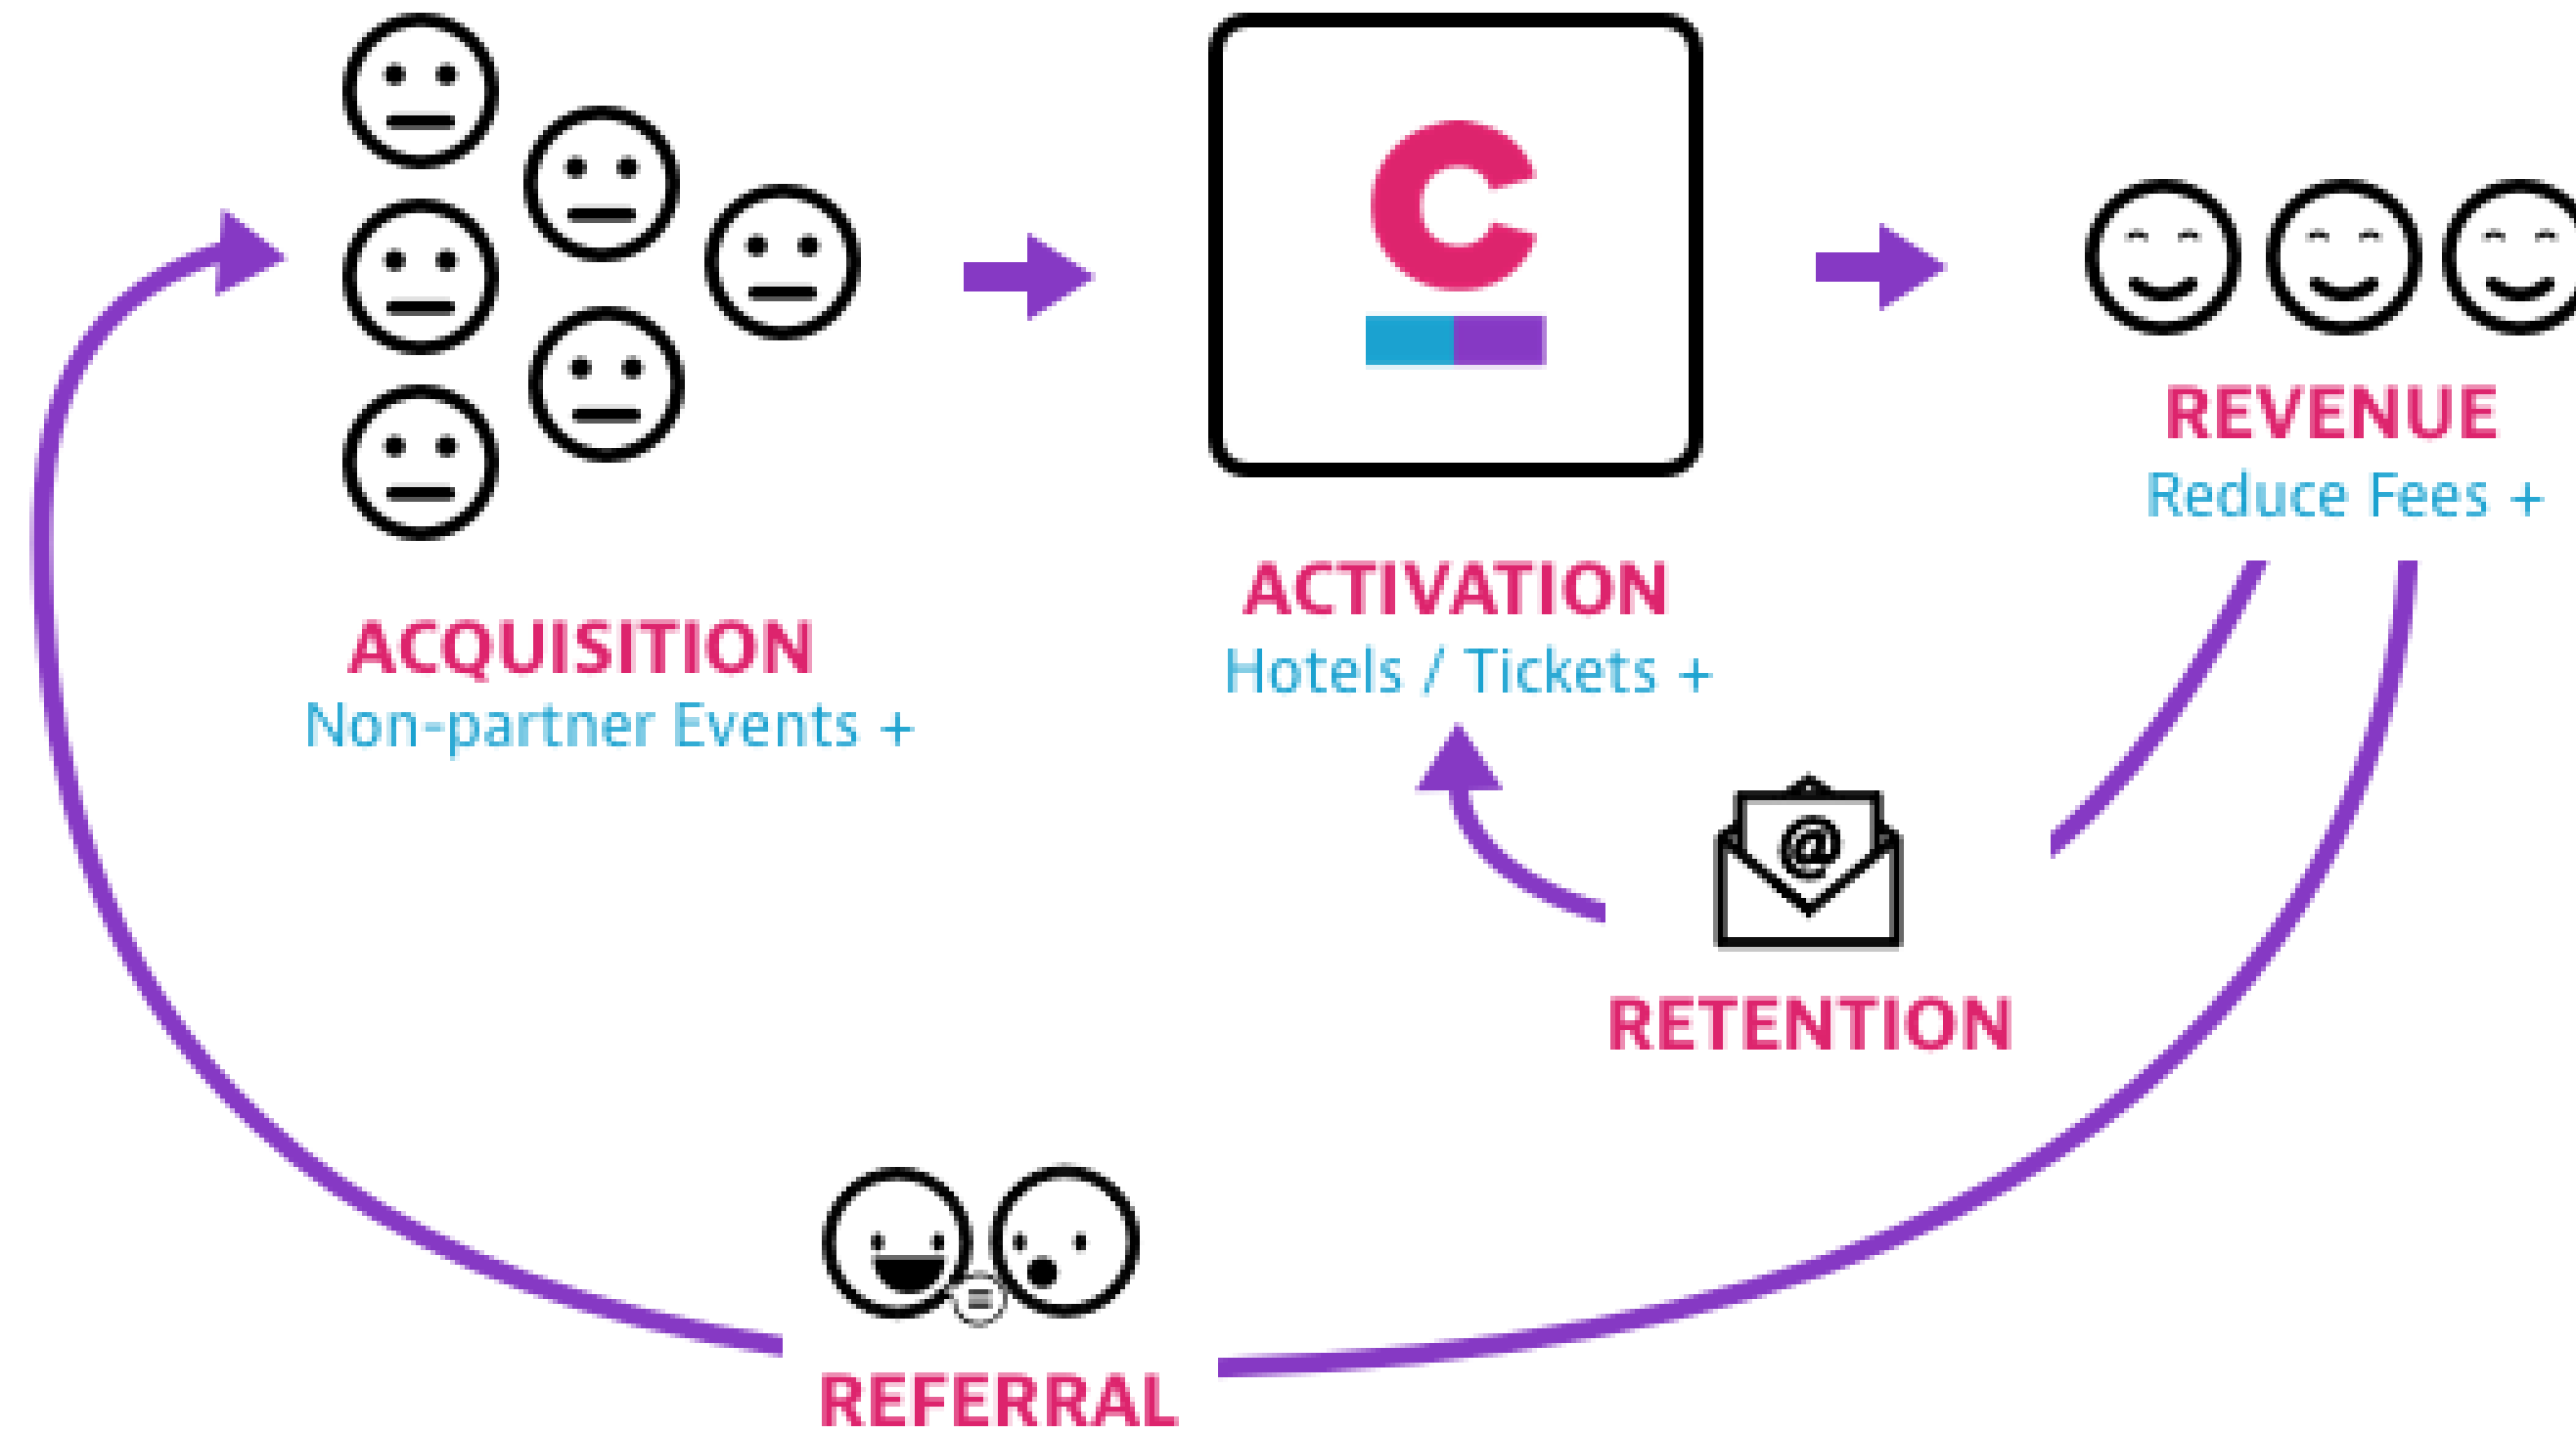 C
REVENUE
Reduce Fees +
ACTIVATION
Hotels / Tickets +
ACQUISITION
Non-partner Events +
@
RETENTION
REFERRAL